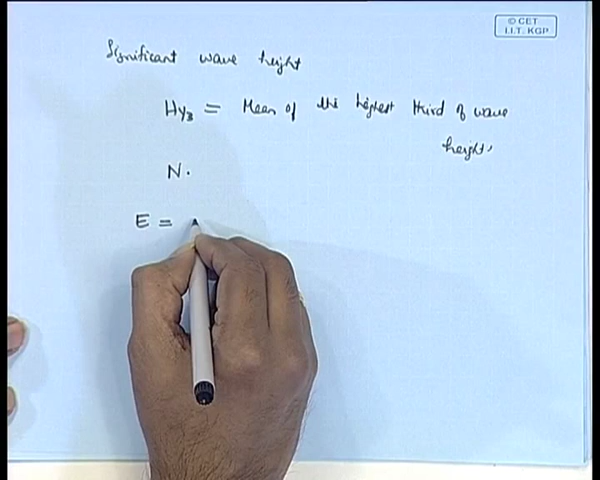 © CET
I.I.T. KGP
Significant wave height
H1/3 = Mean of the highest third of wave
height.
N.
E =